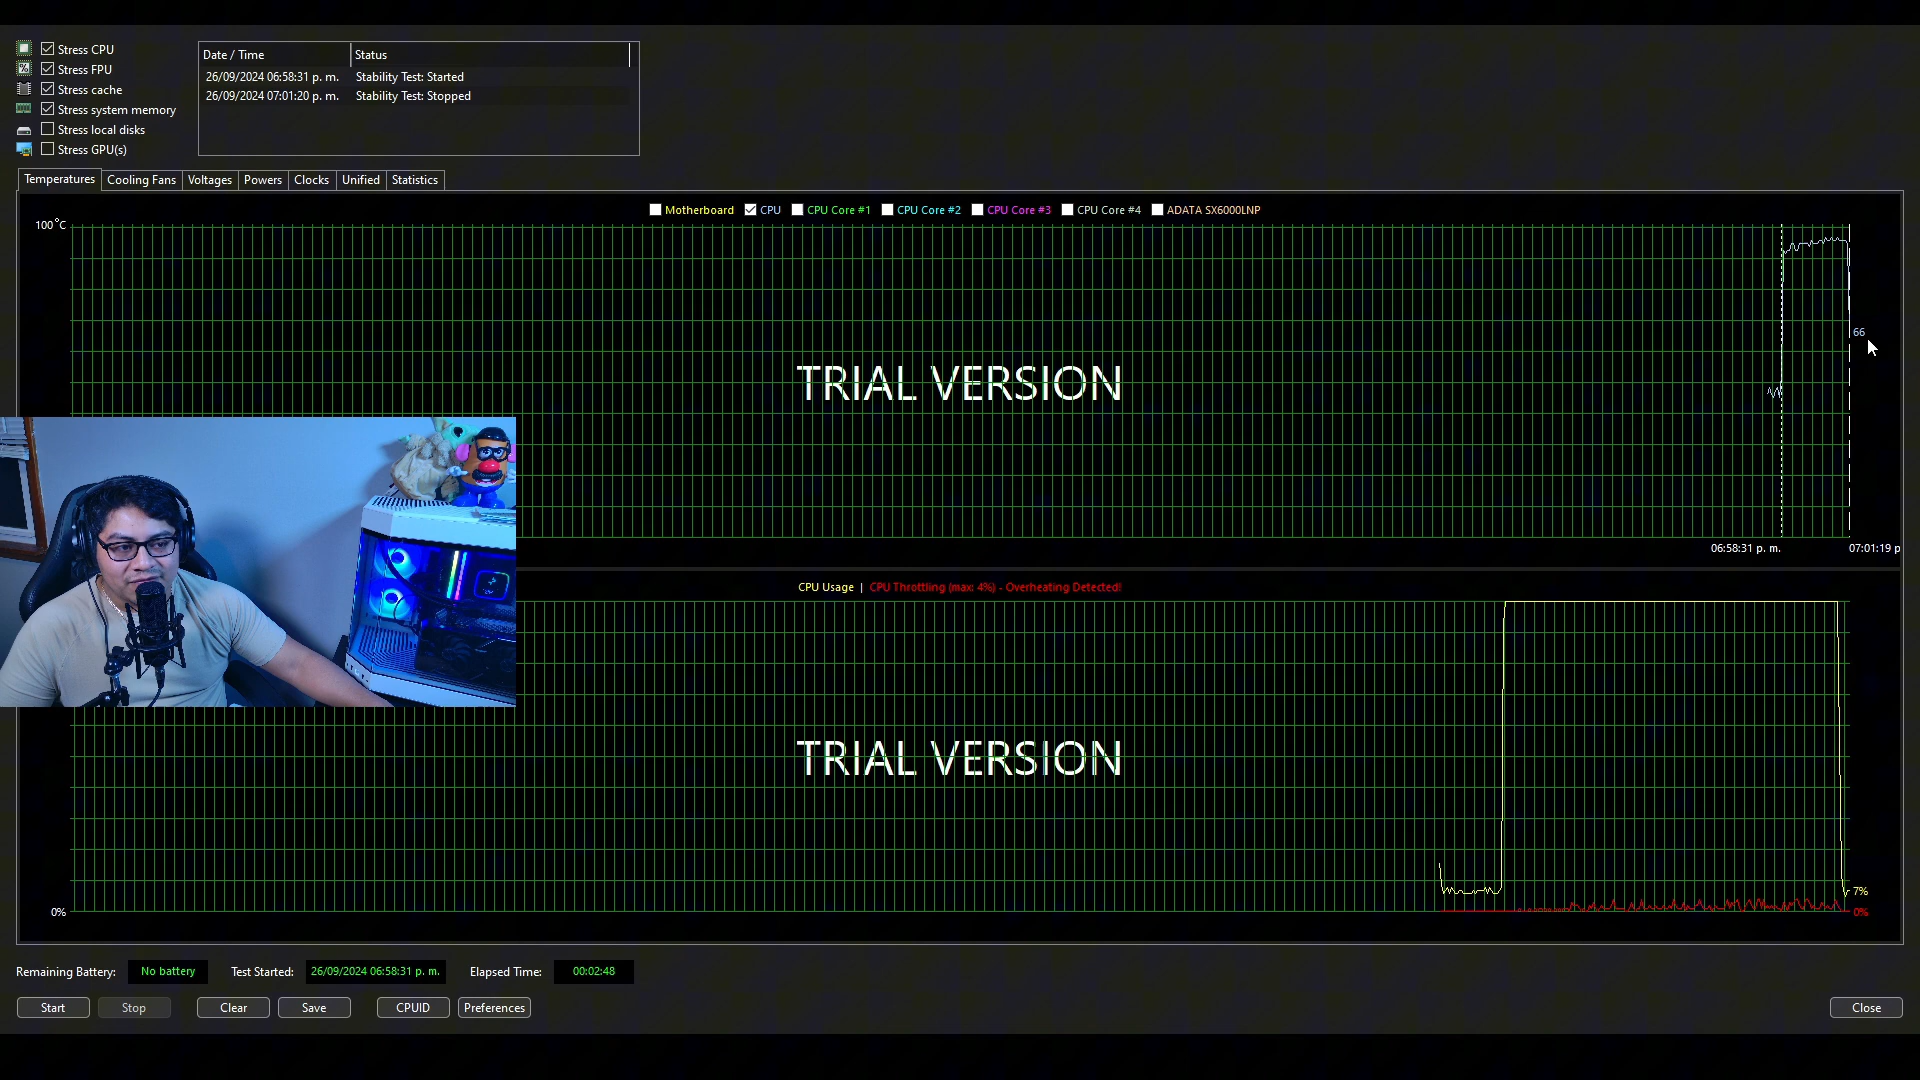 Stress CPU
Stress FPU
Stress cache
Stress system memory
Stress local disks
Stress GPU(s)
Date / Time Status
26/09/2024 06:58:31 p. m. Stability Test: Started
26/09/2024 07:01:20 p. m. Stability Test: Stopped
Temperatures Cooling Fans Voltages Powers Clocks Unified Statistics
Motherboard CPU CPU Core #1 CPU Core #2 CPU Core #3 CPU Core #4 ADATA SX6000LNP
100°C
66
TRIAL VERSION
06:58:31 p. m. 07:01:19 p
CPU Usage | CPU Throttling (max: 4%) - Overheating Detected!
TRIAL VERSION
7%
0% 0%
Remaining Battery: No battery Test Started: 26/09/2024 06:58:31 p. m. Elapsed Time: 00:02:48
Start Stop Clear Save CPUID Preferences Close